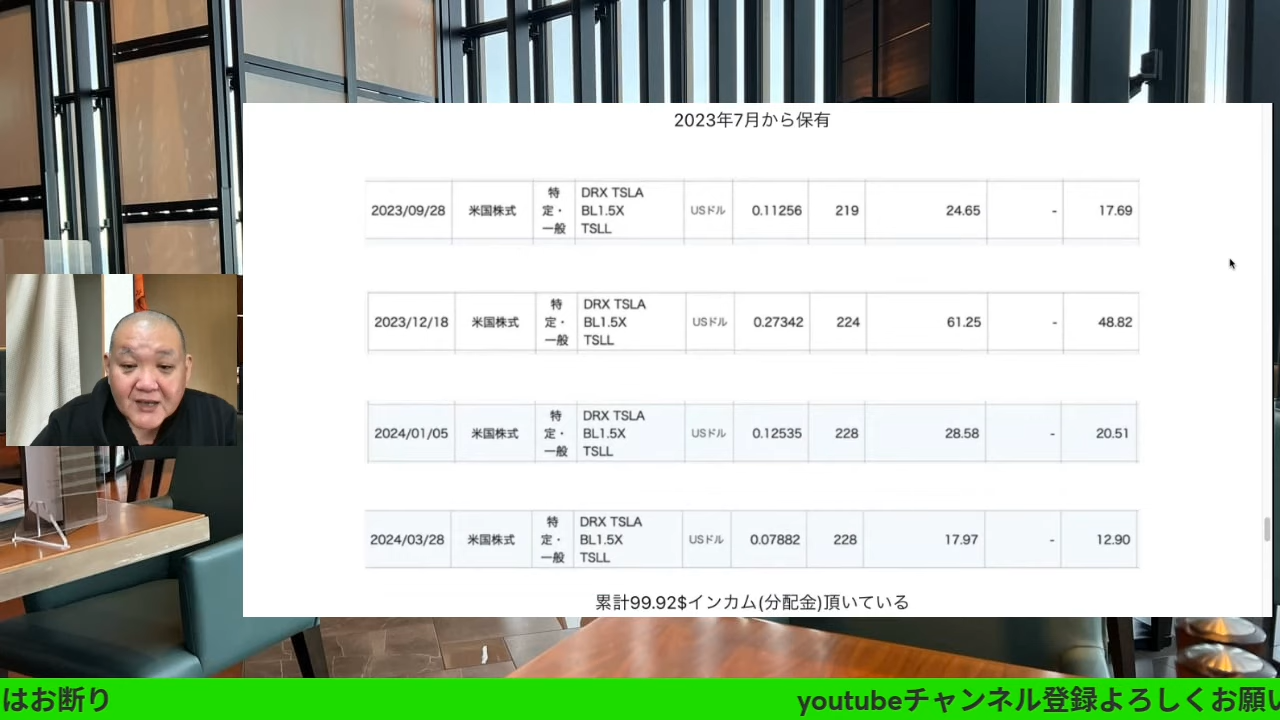 2023年7月から保有
2023/09/28 米国株式 特定・一般 DRX TSLA BL1.5X TSLL USドル 0.11256 219 24.65 - 17.69
2023/12/18 米国株式 特定・一般 DRX TSLA BL1.5X TSLL USドル 0.27342 224 61.25 - 48.82
2024/01/05 米国株式 特定・一般 DRX TSLA BL1.5X TSLL USドル 0.12535 228 28.58 - 20.51
2024/03/28 米国株式 特定・一般 DRX TSLA BL1.5X TSLL USドル 0.07882 228 17.97 - 12.90
累計99.92$インカム(分配金)頂いている
はお断り
youtubeチャンネル登録よろしくお願い